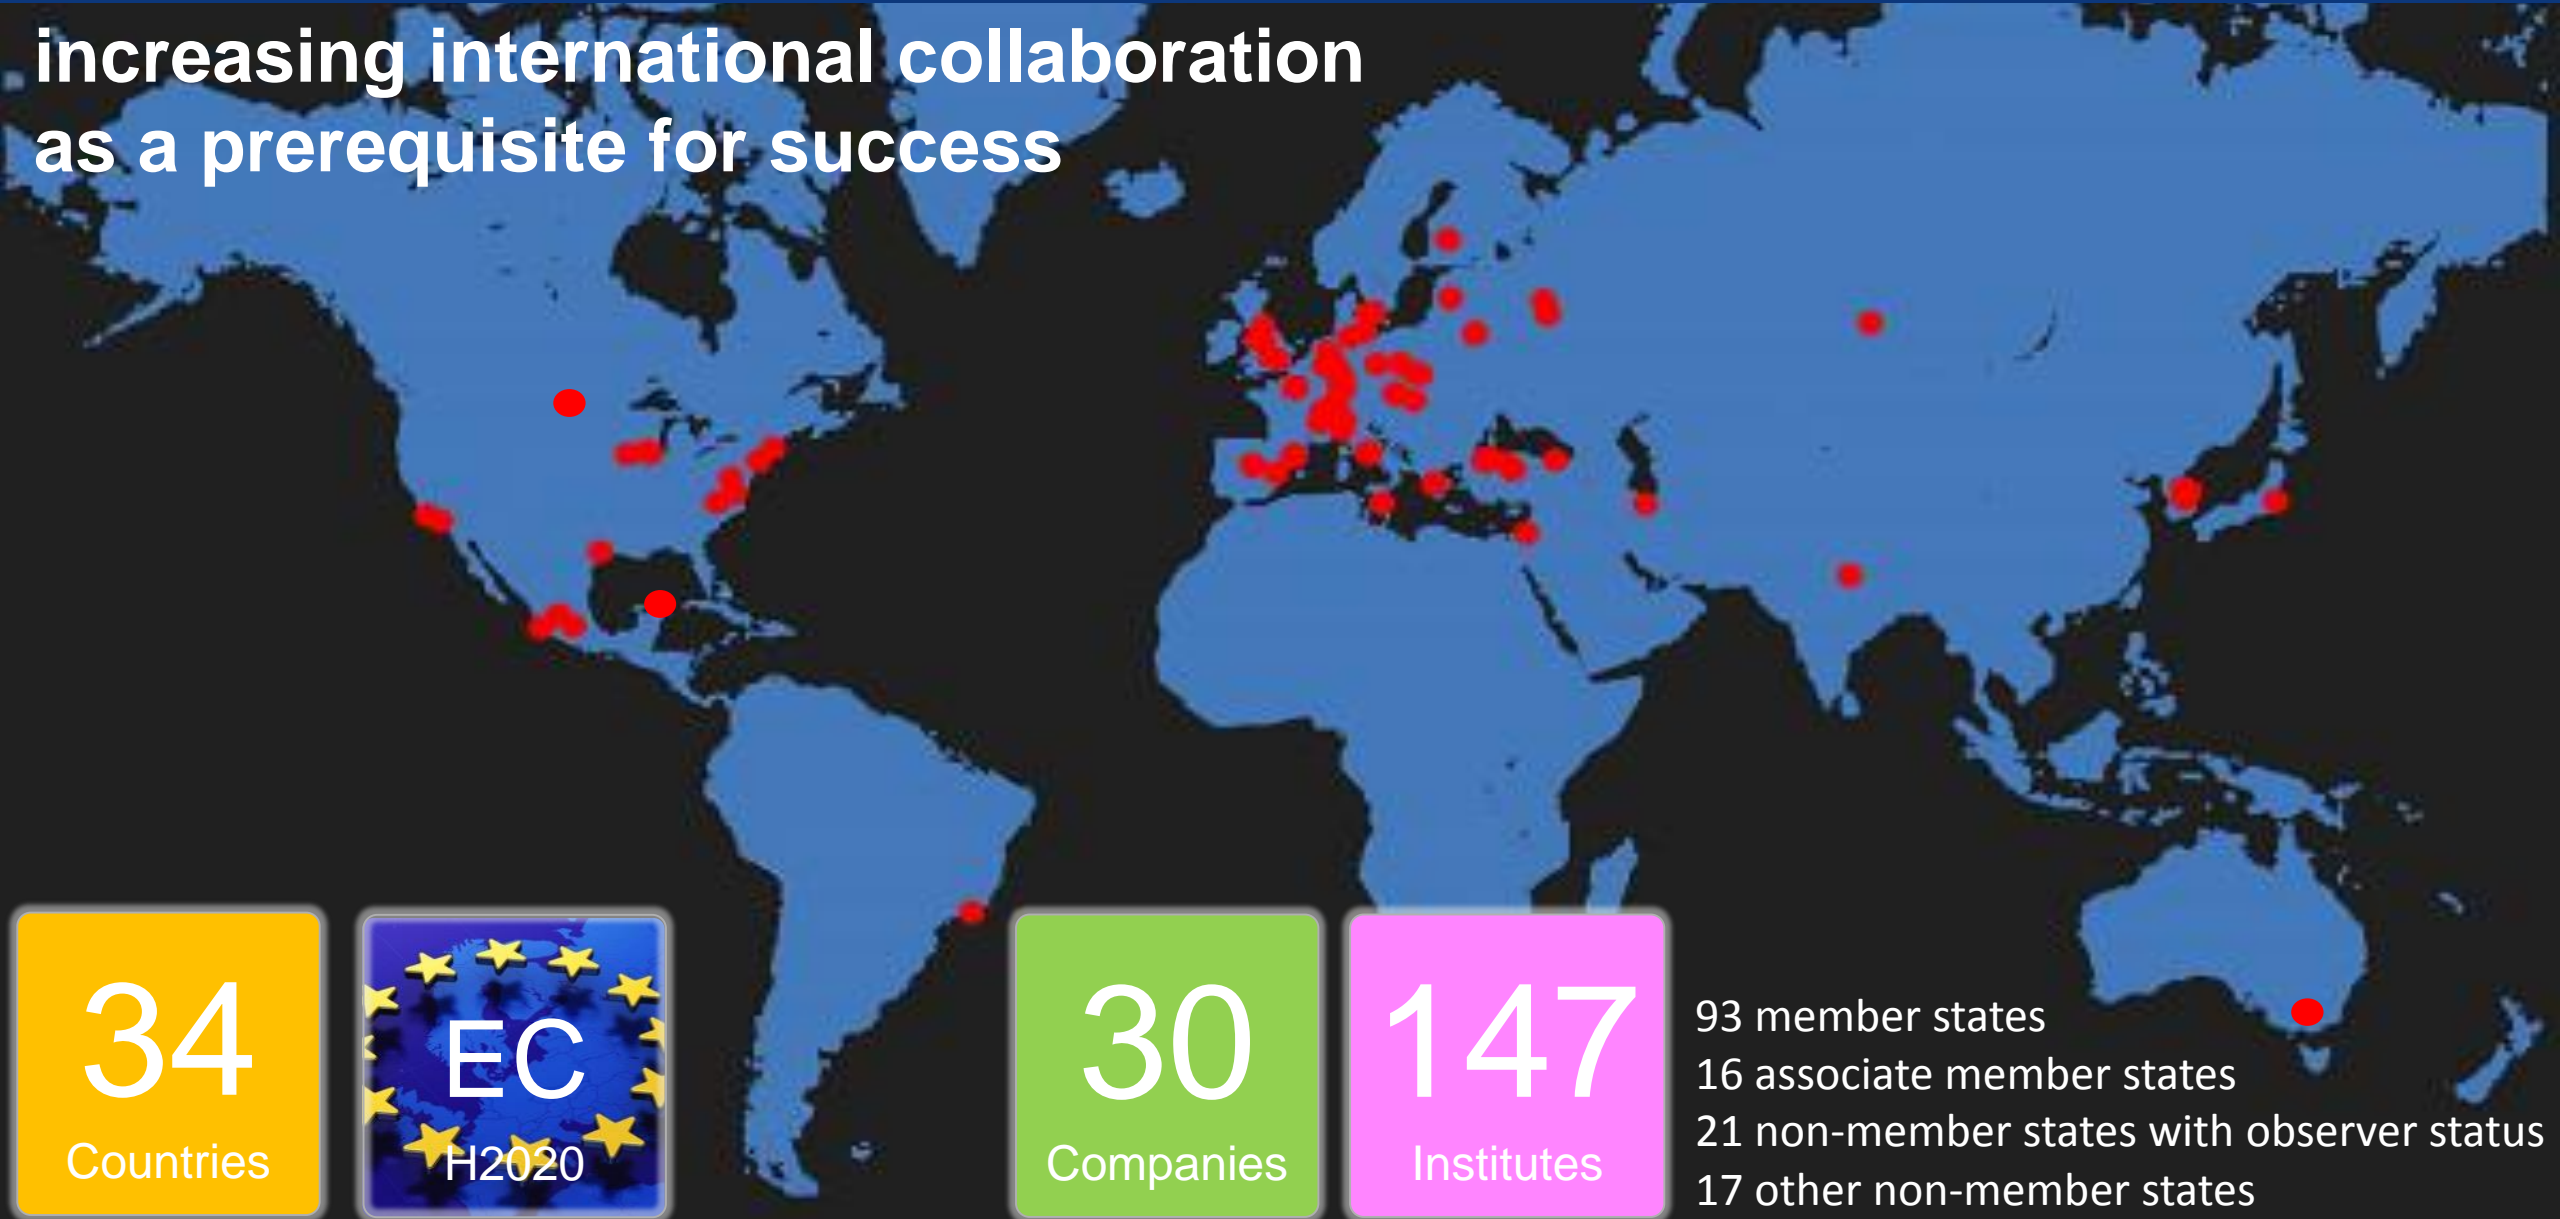 increasing international collaboration
as a prerequisite for success
34
Countries
EC
H2020
30
Companies
147
Institutes
93 member states
16 associate member states
21 non-member states with observer status
17 other non-member states